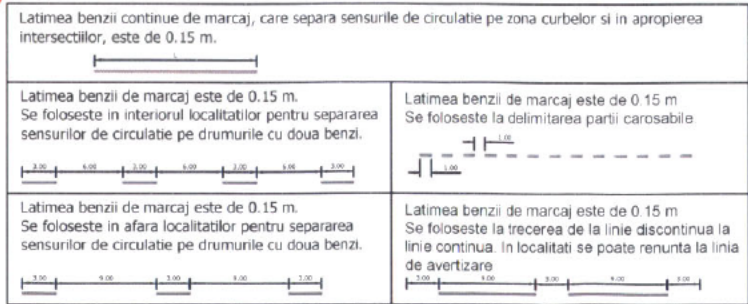 Latimea benzii continue de marcaj, care separa sensurile de circulatie pe zona curbelor si in apropierea
intersectiilor, este de 0.15 m.
L
Latimea benzii de marcaj este de 0.15 m.
Se foloseste in interiorul localitatilor pentru separarea
sensurilor de circulatie pe drumurile cu doua benzi.
3.00 6.00 3.00 6.00 3.00 6.00 3.00
Latimea benzii de marcaj este de 0.15 m
Se foloseste la delimitarea partii carosabile
1.00
1.00
Latimea benzii de marcaj este de 0.15 m.
Se foloseste in afara localitatilor pentru separarea
sensurilor de circulatie pe drumurile cu doua benzi.
3.00 9.00 3.00 9.00 3.00
Latimea benzii de marcaj este de 0.15 m
Se foloseste la trecerea de la linie discontinua la
linie continua. In localitati se poate renunta la linia
de avertizare
3.00 9.00 3.00 9.00 3.00